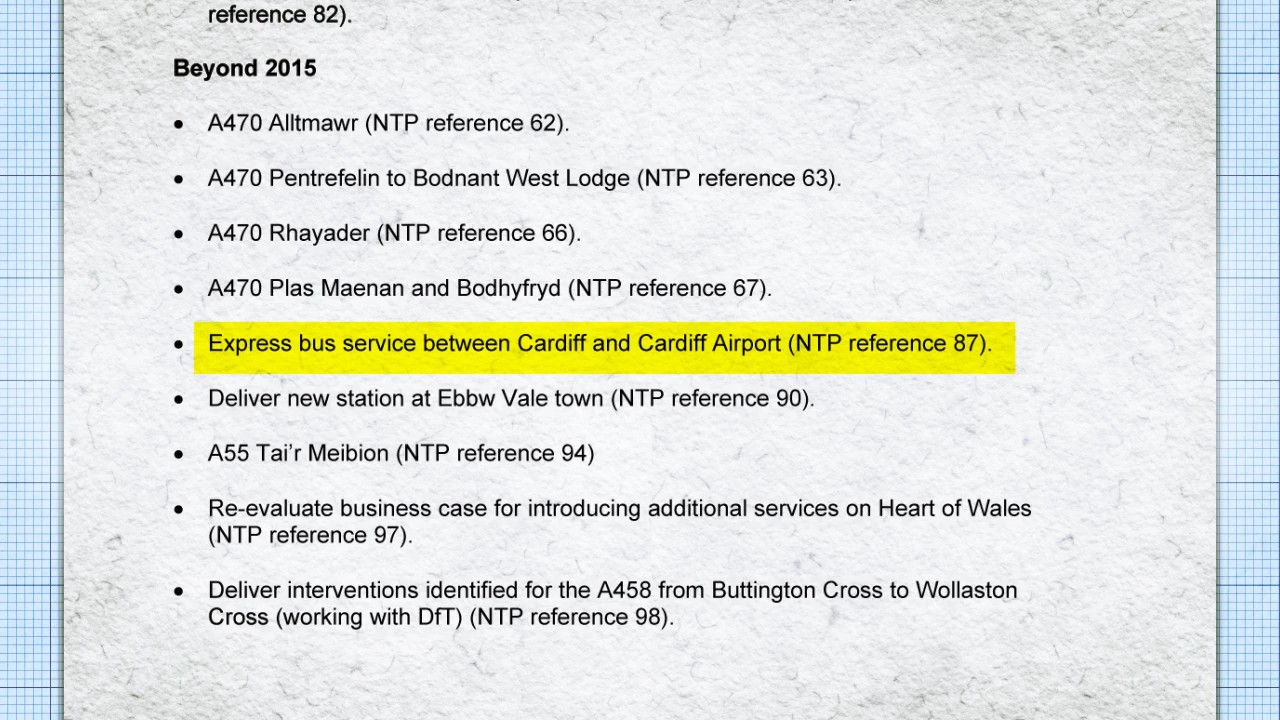 reference 82).
Beyond 2015
• A470 Alltmawr (NTP reference 62).
• A470 Pentrefelin to Bodnant West Lodge (NTP reference 63).
• A470 Rhayader (NTP reference 66).
• A470 Plas Maenan and Bodhyfryd (NTP reference 67).
• Express bus service between Cardiff and Cardiff Airport (NTP reference 87).
• Deliver new station at Ebbw Vale town (NTP reference 90).
• A55 Tai’r Meibion (NTP reference 94)
• Re-evaluate business case for introducing additional services on Heart of Wales
(NTP reference 97).
• Deliver interventions identified for the A458 from Buttington Cross to Wollaston
Cross (working with DfT) (NTP reference 98).